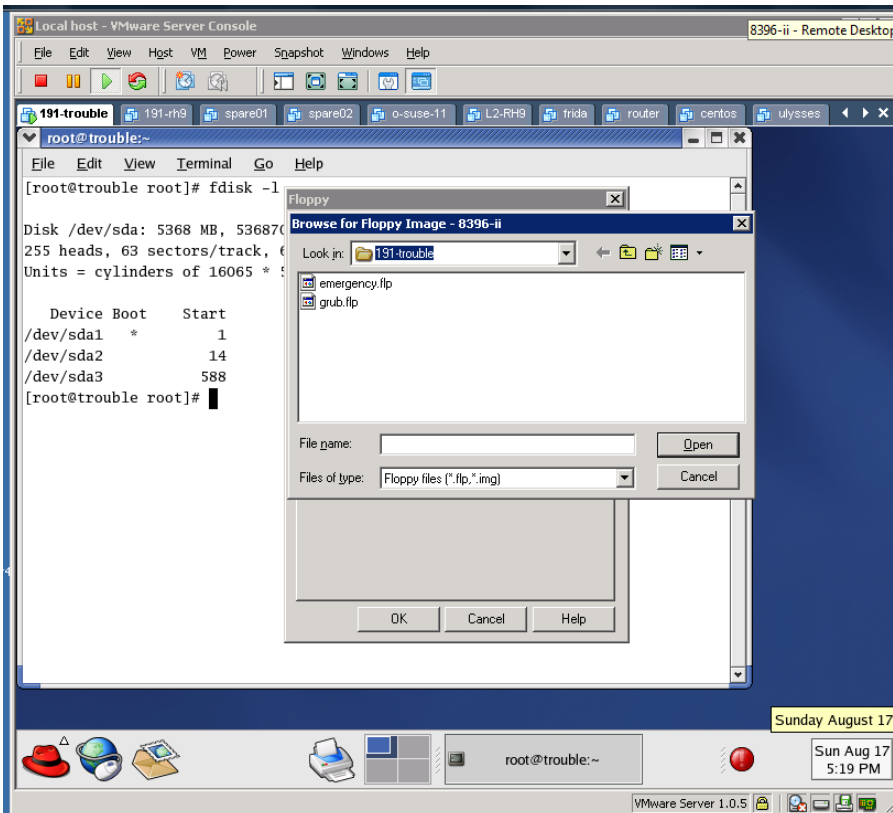 Local host - VMware Server Console
8396-ii - Remote Desktop
File Edit View Host VM Power Snapshot Windows Help
191-trouble 191-rh9 spare01 spare02 o-suse-11 L2-RH9 frida router centos ulysses
root@trouble:~
File Edit View Terminal Go Help
[root@trouble root]# fdisk -l
Disk /dev/sda: 5368 MB, 53687
255 heads, 63 sectors/track,
Units = cylinders of 16065 *
Device Boot Start
/dev/sda1 * 1
/dev/sda2 14
/dev/sda3 588
[root@trouble root]#
Floppy
Browse for Floppy Image - 8396-ii
Look in: 191-trouble
emergency.flp
grub.flp
File name: Open
Files of type: Floppy files (*.flp,*.img) Cancel
OK Cancel Help
Sunday August 17
root@trouble:~
Sun Aug 17
5:19 PM
VMware Server 1.0.5